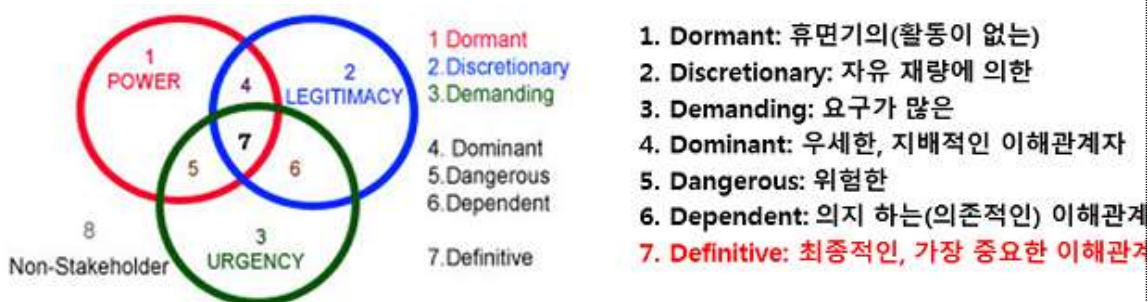 1
POWER
4
2
LEGITIMACY
7
5
6
3
URGENCY
8
Non-Stakeholder
1 Dormant
2.Discretionary
3.Demanding
4. Dominant
5.Dangerous
6.Dependent
7.Definitive
1. Dormant: 휴면기의(활동이 없는)
2. Discretionary: 자유 재량에 의한
3. Demanding: 요구가 많은
4. Dominant: 우세한, 지배적인 이해관계자
5. Dangerous: 위험한
6. Dependent: 의지 하는(의존적인) 이해관계
7. Definitive: 최종적인, 가장 중요한 이해관계